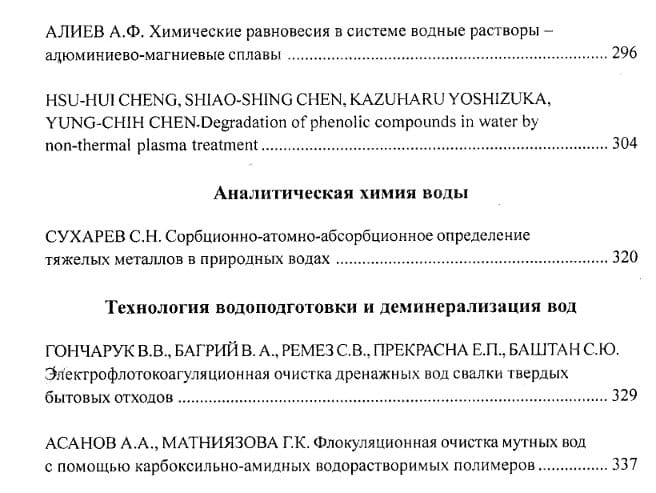 АЛИЕВ А.Ф. Химические равновесия в системе водные растворы –
алюминиево-магниевые сплавы ........................................................ 296
HSU-HUI CHENG, SHIAO-SHING CHEN, KAZUHARU YOSHIZUKA,
YUNG-CHIH CHEN.Degradation of phenolic compounds in water by
non-thermal plasma treatment ............................................................ 304
Аналитическая химия воды
СУХАРЕВ С.Н. Сорбционно-атомно-абсорбционное определение
тяжелых металлов в природных водах ............................................... 320
Технология водоподготовки и деминерализация вод
ГОНЧАРУК В.В., БАГРИЙ В. А., РЕМЕЗ С.В., ПРЕКРАСНА Е.П., БАШТАН С.Ю.
Электрофлотокоагуляционная очистка дренажных вод свалки твердых
бытовых отходов .............................................................................. 329
АСАНОВ А.А., МАТНИЯЗОВА Г.К. Флокуляционная очистка мутных вод
с помощью карбоксильно-амидных водорастворимых полимеров ............ 337